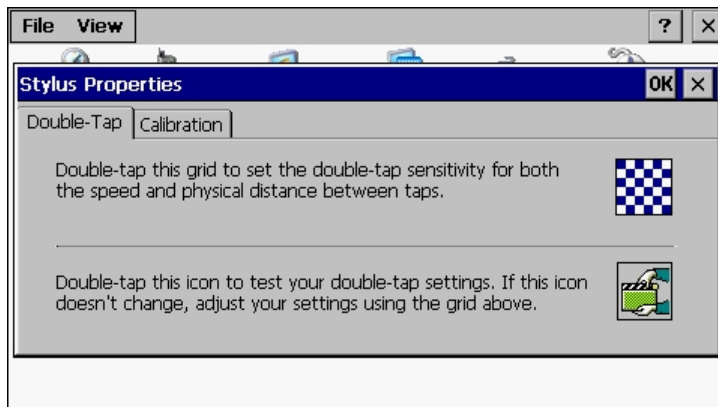 File View ? ×
Stylus Properties OK ×
Double-Tap Calibration
Double-tap this grid to set the double-tap sensitivity for both
the speed and physical distance between taps.
Double-tap this icon to test your double-tap settings. If this icon
doesn't change, adjust your settings using the grid above.